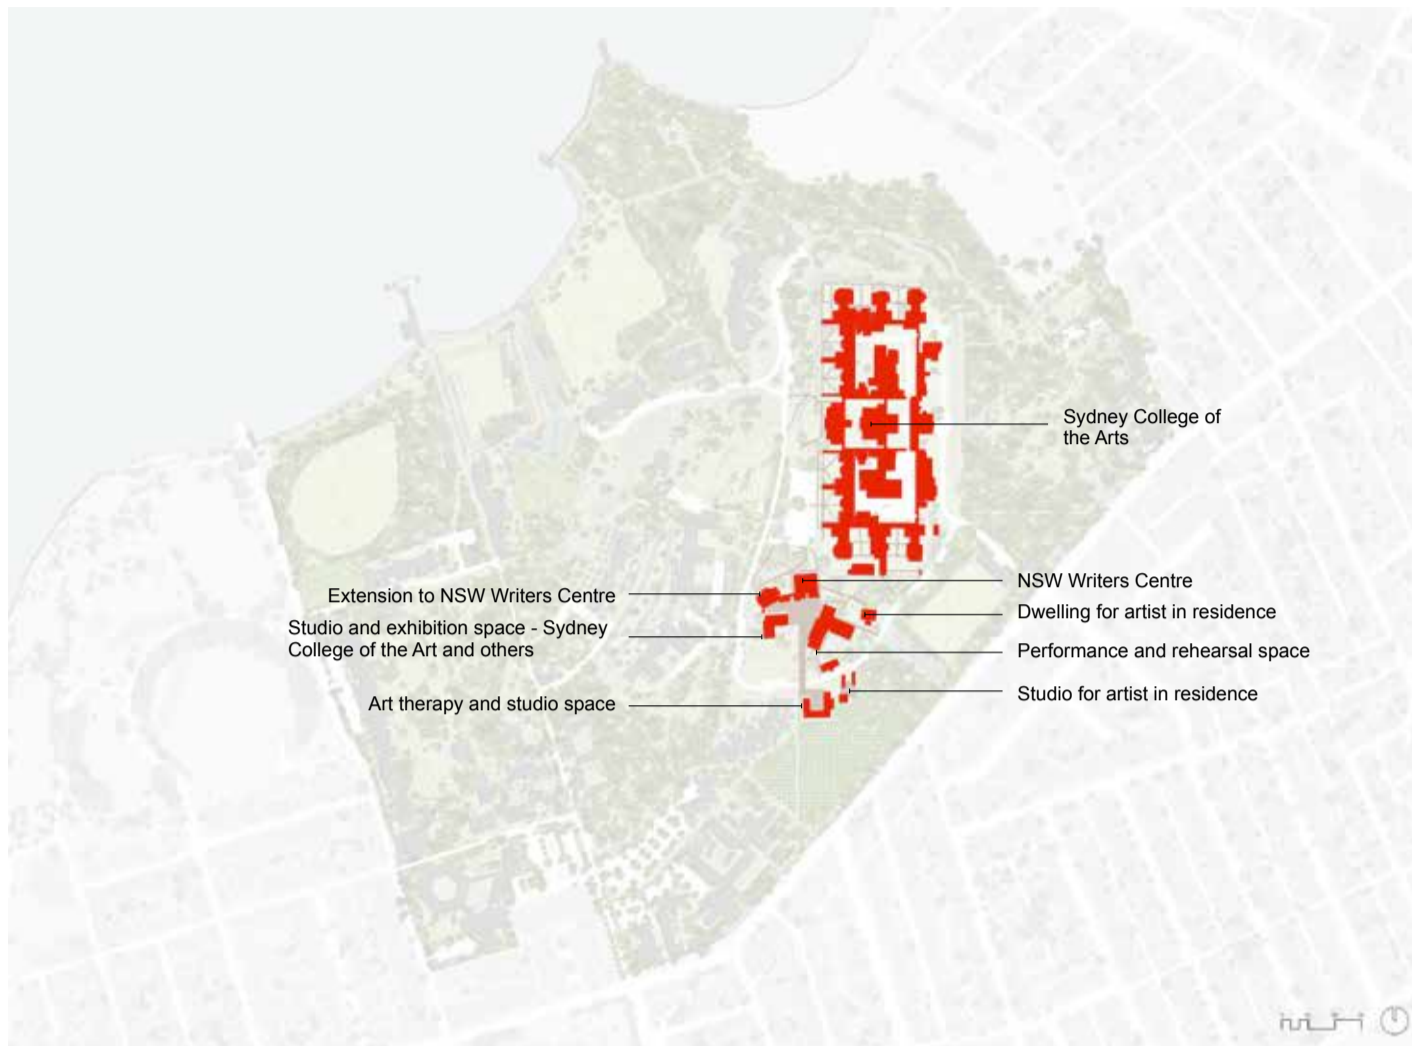 Sydney College of
the Arts
Extension to NSW Writers Centre
Studio and exhibition space - Sydney
College of the Art and others
Art therapy and studio space
NSW Writers Centre
Dwelling for artist in residence
Performance and rehearsal space
Studio for artist in residence